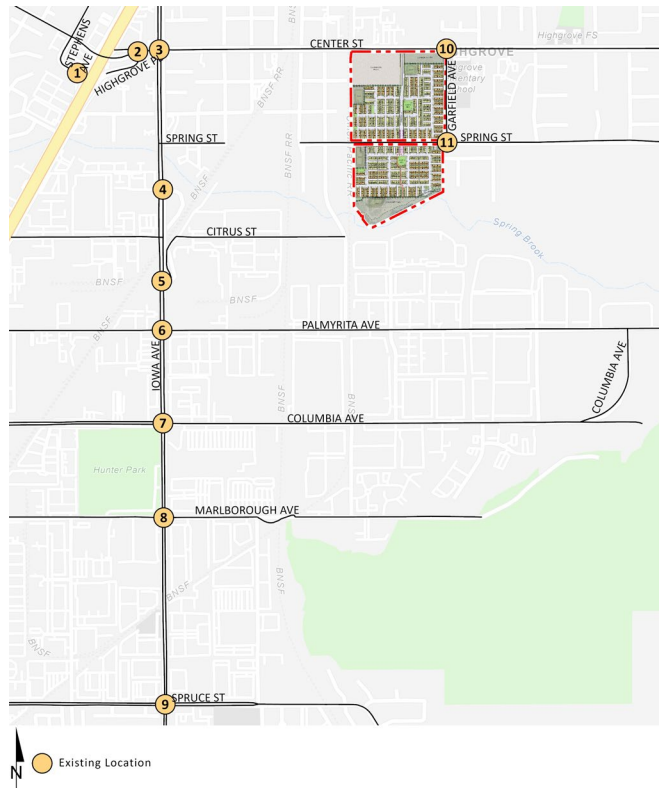 STEPHENS
AVE
1
2
3
HIGHGROVE P
CENTER ST
10
Highgrove FS
HIGHGROVE
GARFIELD AVE
BNSF RR
SPRING ST
BNSF RR
11
SPRING ST
BNSF
4
Spring Brook
CITRUS ST
BNSF
5
BNSF
6
PALMYRITA AVE
BNSF
IOWA AVE
COLUMBIA AVE
BNSF
BNSF
7
COLUMBIA AVE
Hunter Park
8
MARLBOROUGH AVE
BNSF
BNSF
BNSF
9
SPRUCE ST
N
Existing Location